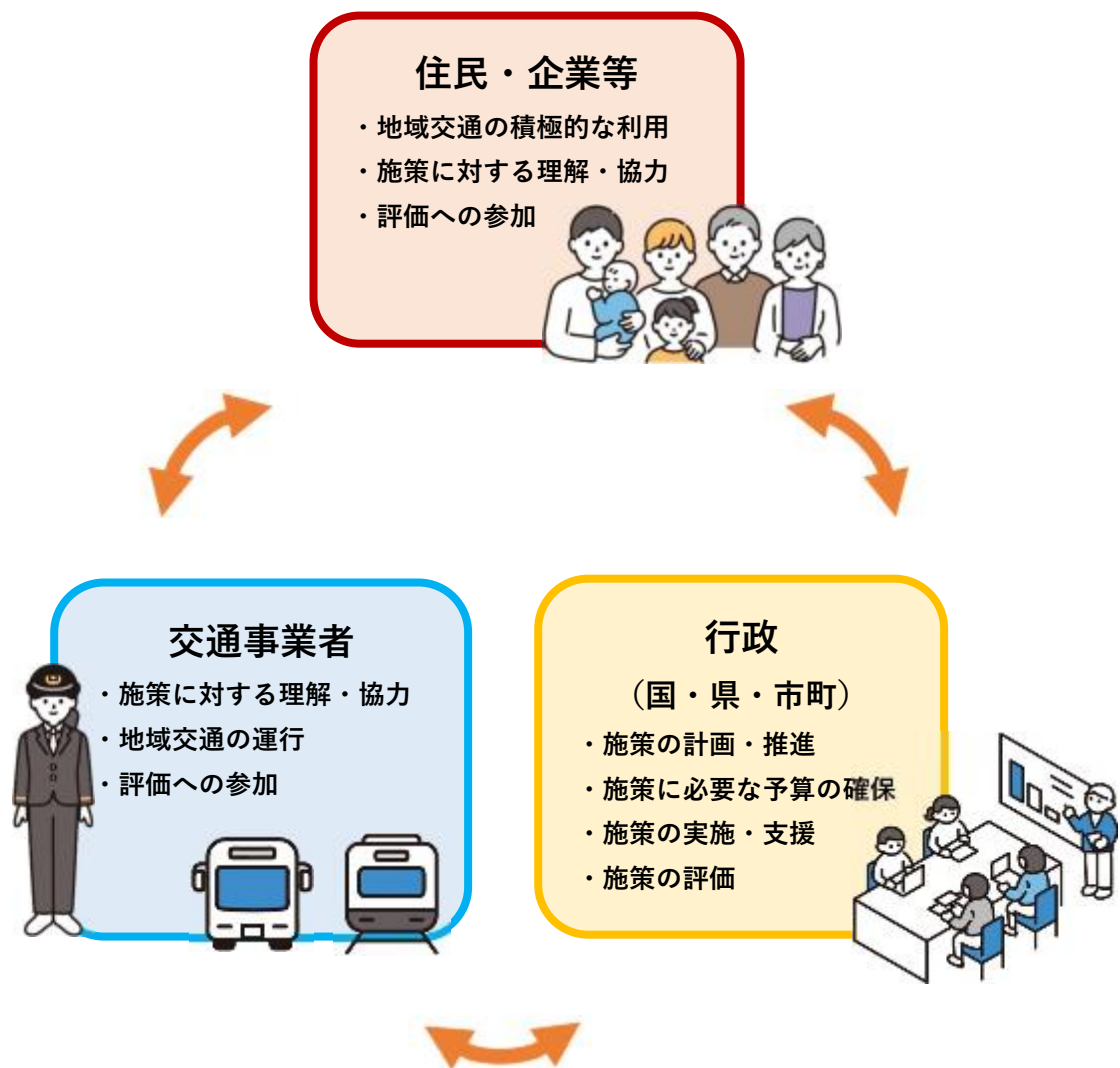 住民・企業等
・地域交通の積極的な利用
・施策に対する理解・協力
・評価への参加
交通事業者
・施策に対する理解・協力
・地域交通の運行
・評価への参加
行政
（国・県・市町）
・施策の計画・推進
・施策に必要な予算の確保
・施策の実施・支援
・施策の評価